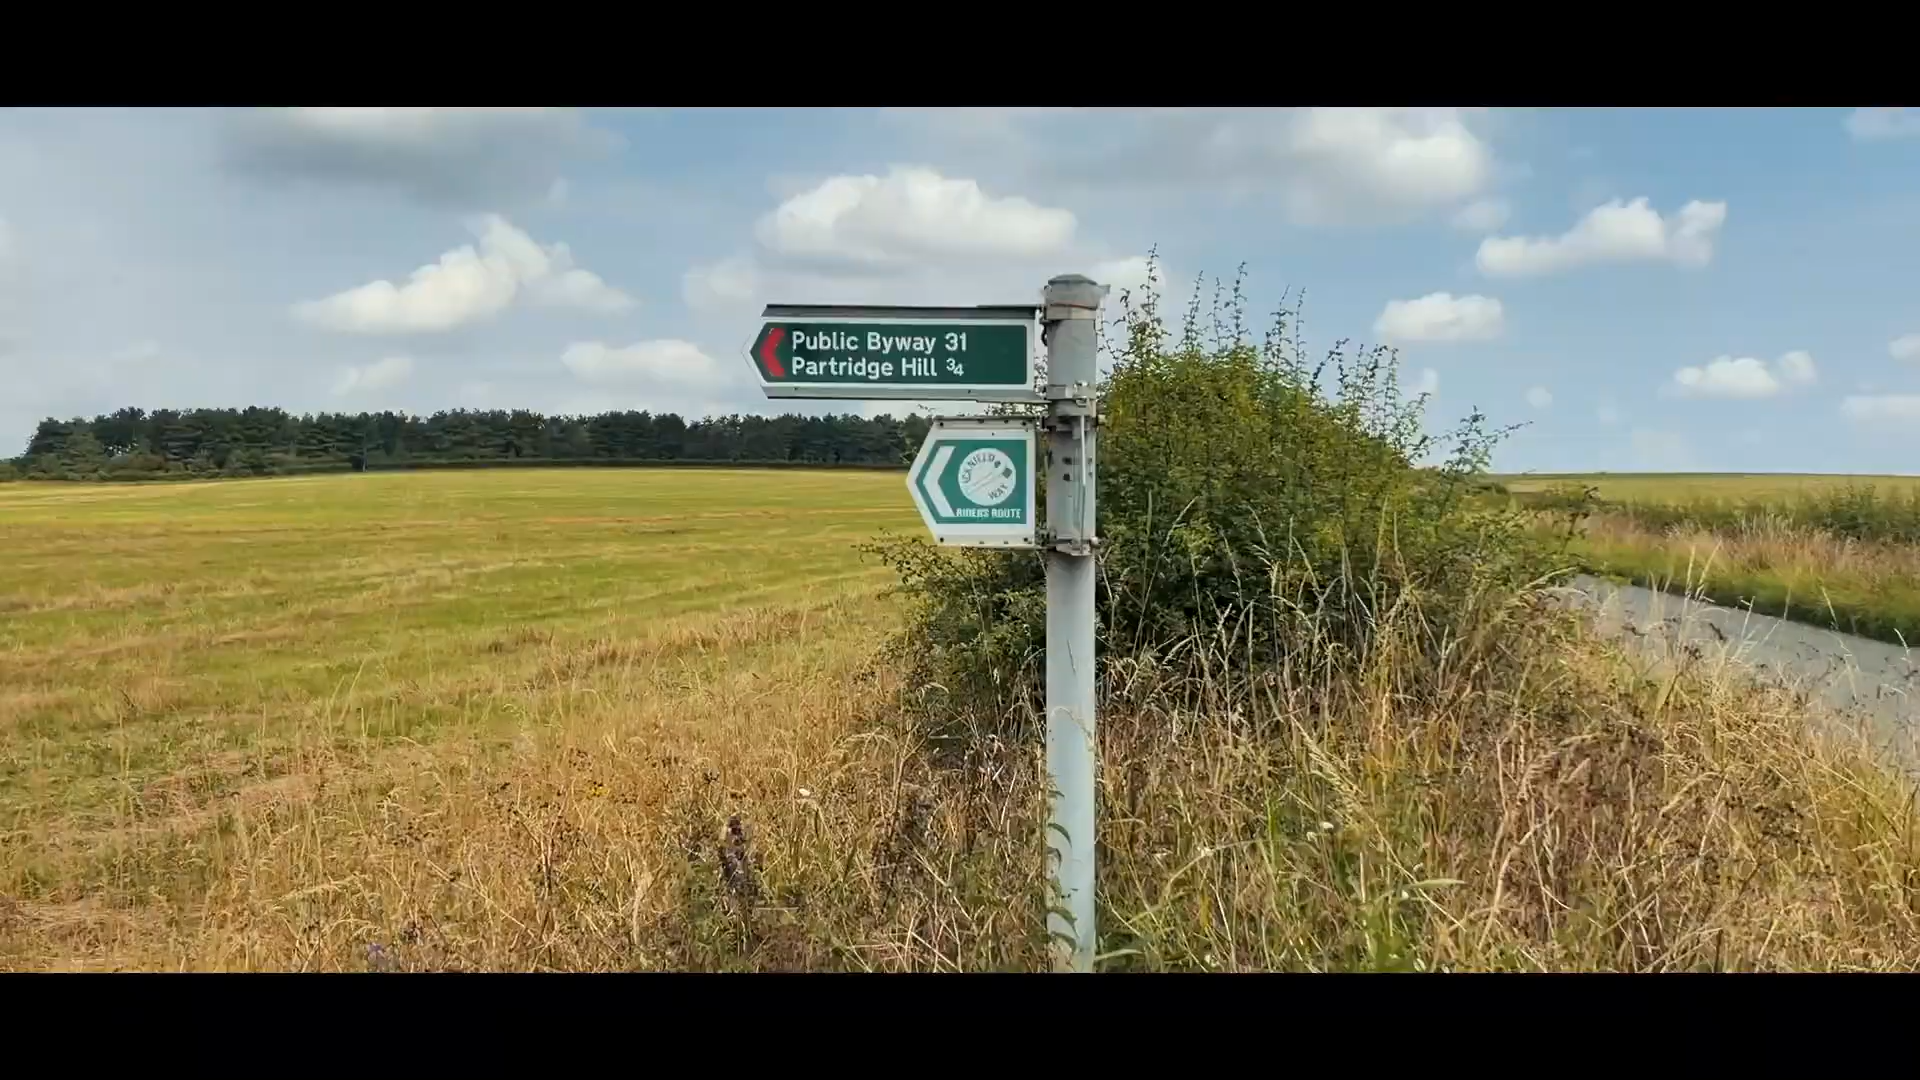 Public Byway 31
Partridge Hill ¾
ICKNIELD
WAY
RIDERS ROUTE